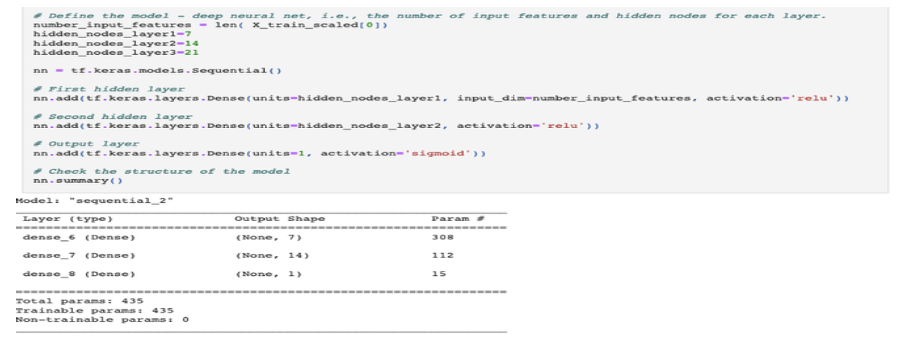 # Define the model - deep neural net, i.e., the number of input features and hidden nodes for each layer.
number_input_features = len( X_train_scaled[0])
hidden_nodes_layer1=7
hidden_nodes_layer2=14
hidden_nodes_layer3=21
nn = tf.keras.models.Sequential()
# First hidden layer
nn.add(tf.keras.layers.Dense(units=hidden_nodes_layer1, input_dim=number_input_features, activation='relu'))
# Second hidden layer
nn.add(tf.keras.layers.Dense(units=hidden_nodes_layer2, activation='relu'))
# Output layer
nn.add(tf.keras.layers.Dense(units=1, activation='sigmoid'))
# Check the structure of the model
nn.summary()
Model: "sequential_2"
Layer (type) Output Shape Param #
dense_6 (Dense) (None, 7) 308
dense_7 (Dense) (None, 14) 112
dense_8 (Dense) (None, 1) 15
Total params: 435
Trainable params: 435
Non-trainable params: 0